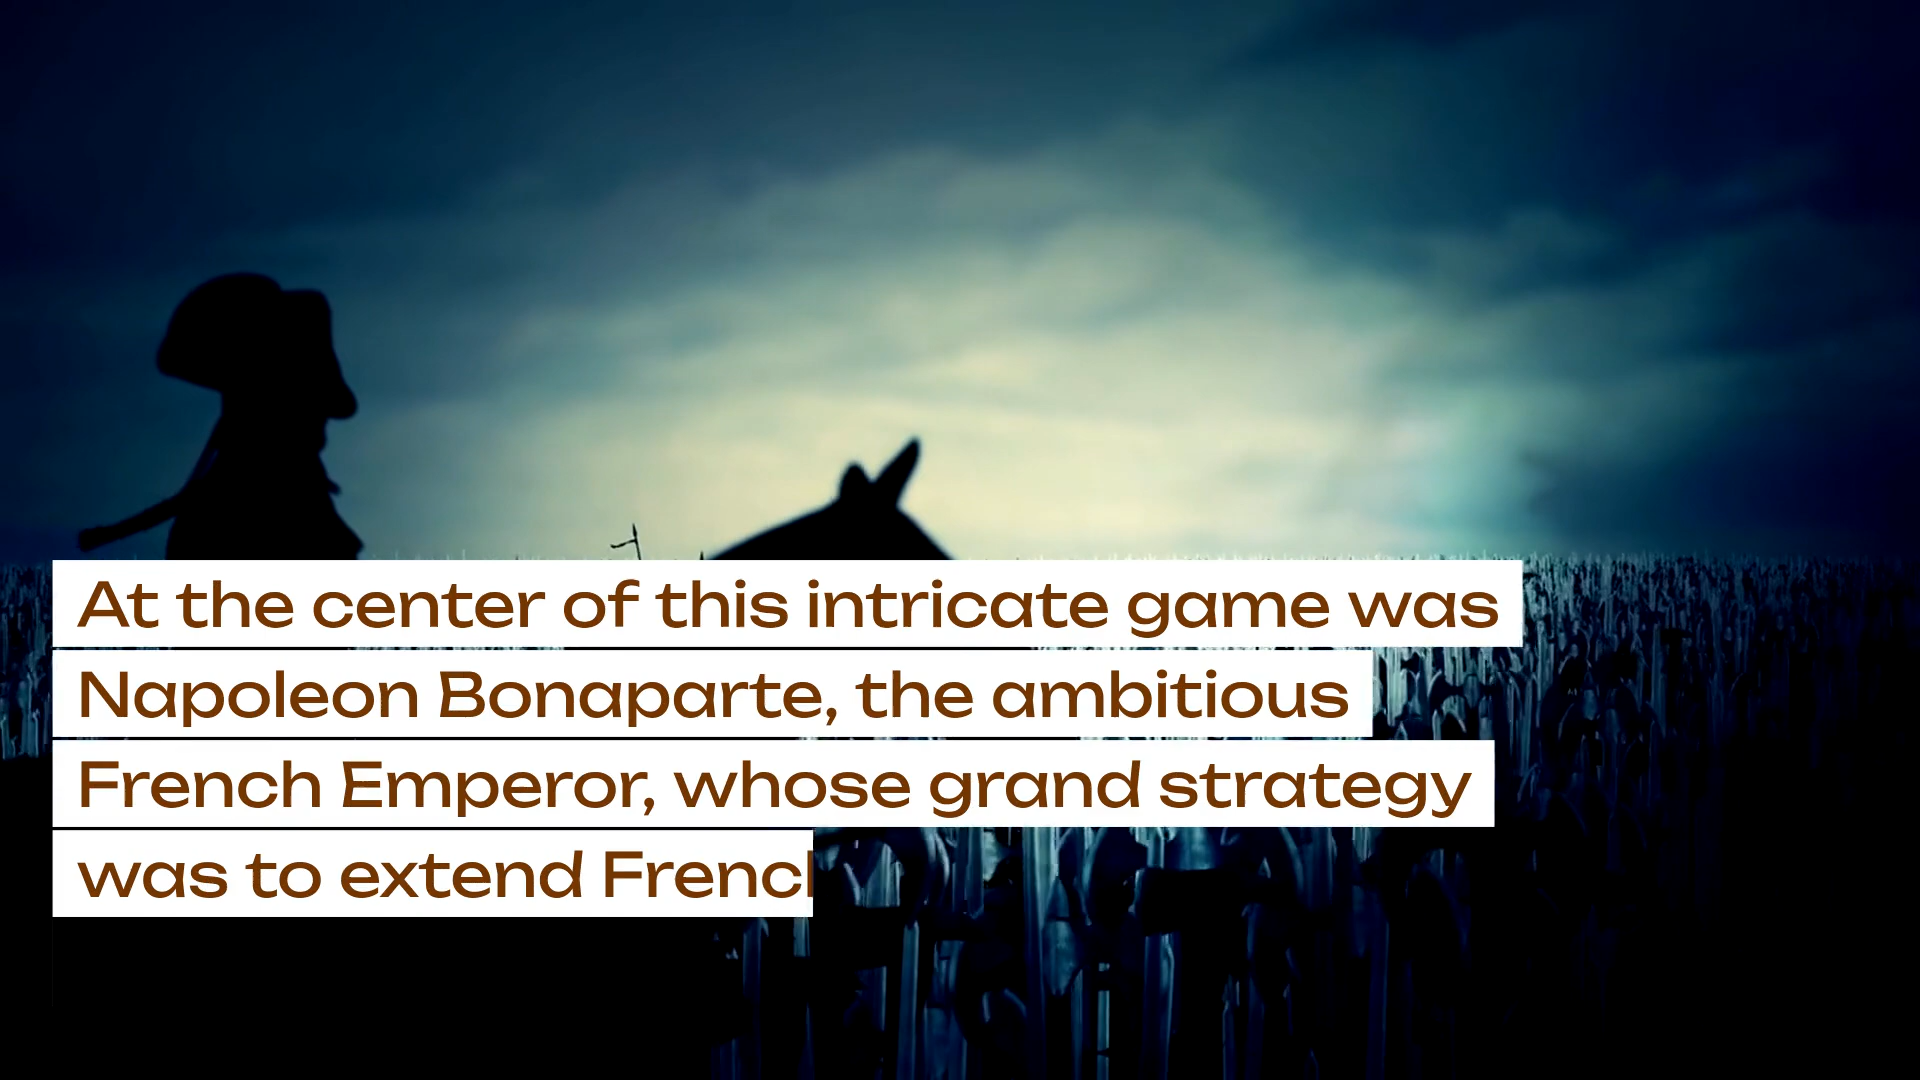 At the center of this intricate game was
Napoleon Bonaparte, the ambitious
French Emperor, whose grand strategy
was to extend Frenc